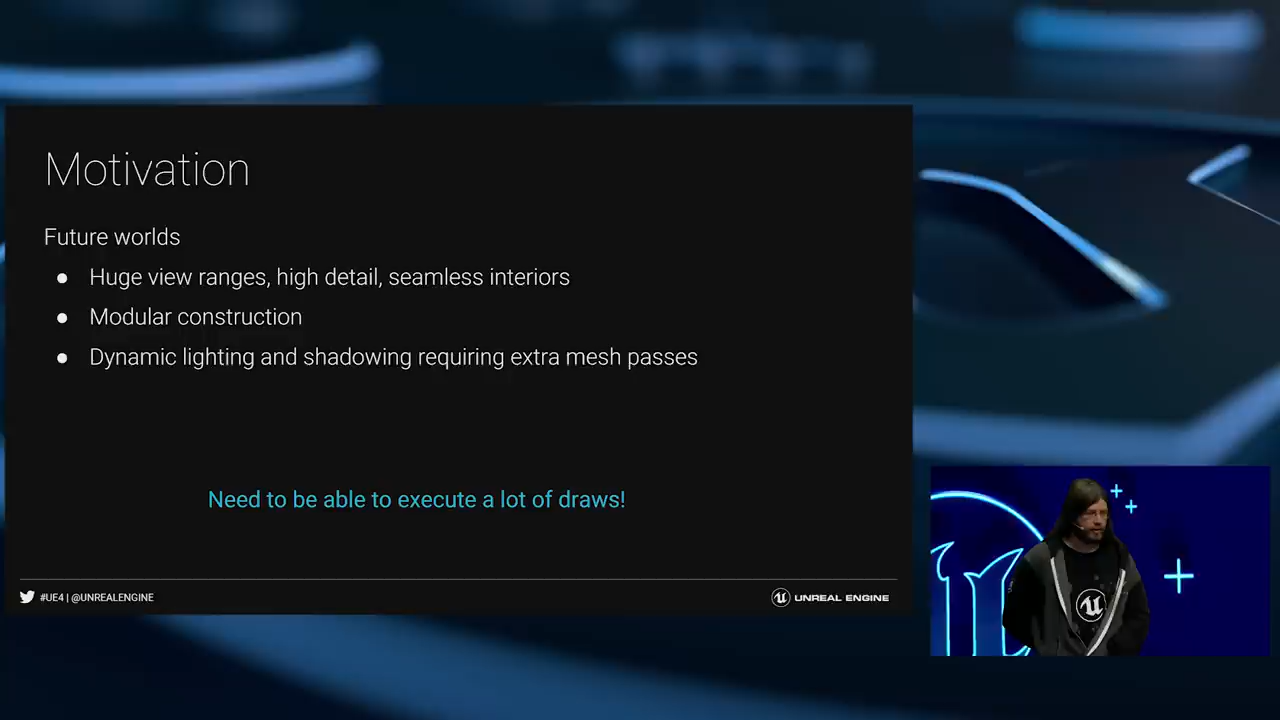 Motivation
Future worlds
● Huge view ranges, high detail, seamless interiors
● Modular construction
● Dynamic lighting and shadowing requiring extra mesh passes
Need to be able to execute a lot of draws!
#UE4 | @UNREALENGINE
UNREAL ENGINE